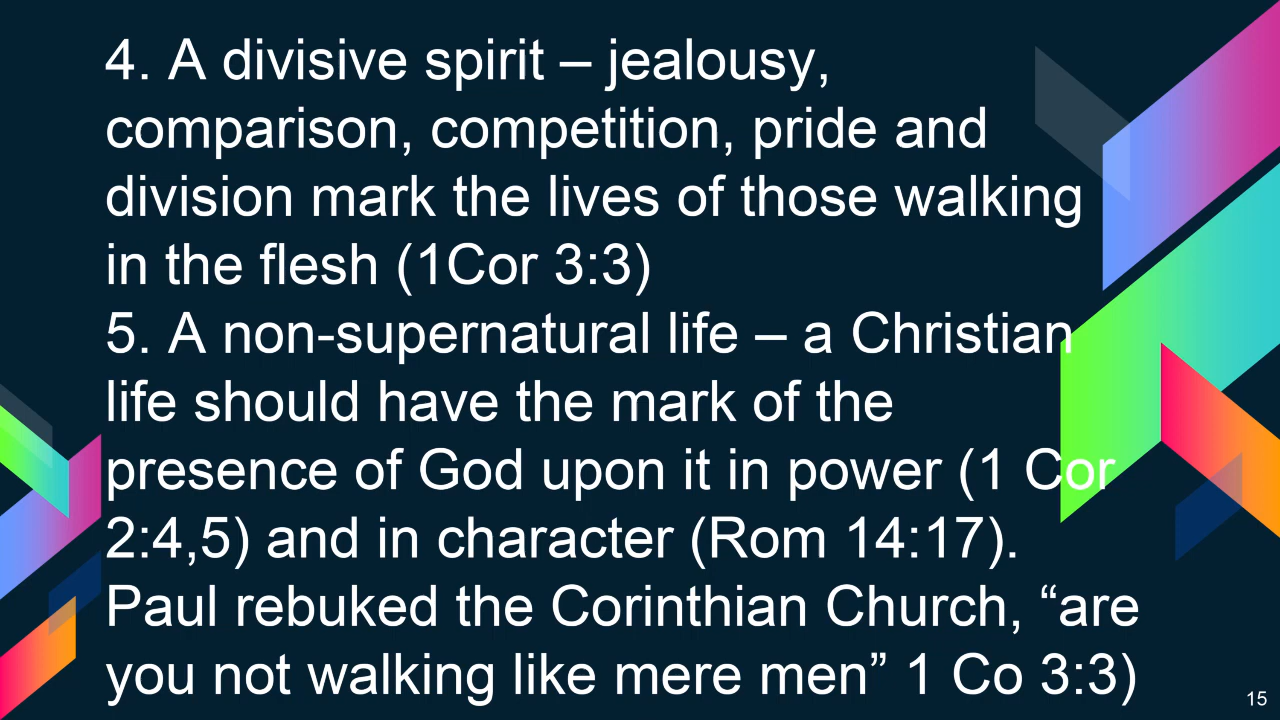 4. A divisive spirit – jealousy,
comparison, competition, pride and
division mark the lives of those walking
in the flesh (1Cor 3:3)
5. A non-supernatural life – a Christian
life should have the mark of the
presence of God upon it in power (1 Cor
2:4,5) and in character (Rom 14:17).
Paul rebuked the Corinthian Church, “are
you not walking like mere men” 1 Co 3:3)
15